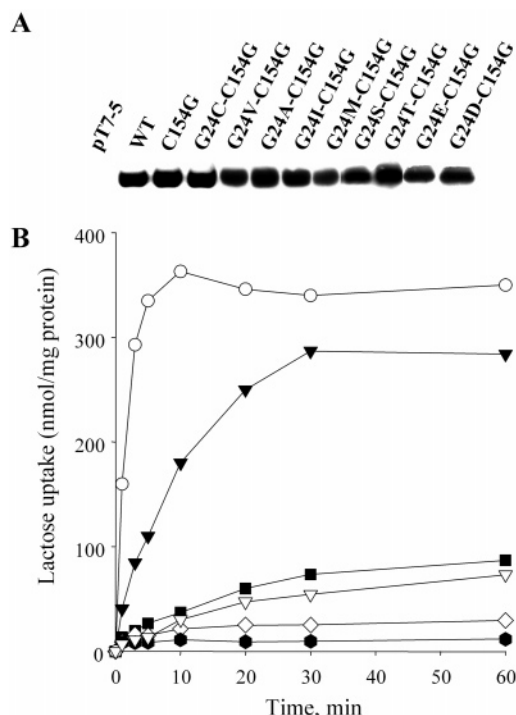 A
pT7-5
WT
C154G
G24C-C154G
G24V-C154G
G24A-C154G
G24I-C154G
G24M-C154G
G24S-C154G
G24T-C154G
G24E-C154G
G24D-C154G
B
Lactose uptake (nmol/mg protein)
400
300
200
100
0
0 10 20 30 40 50 60
Time, min